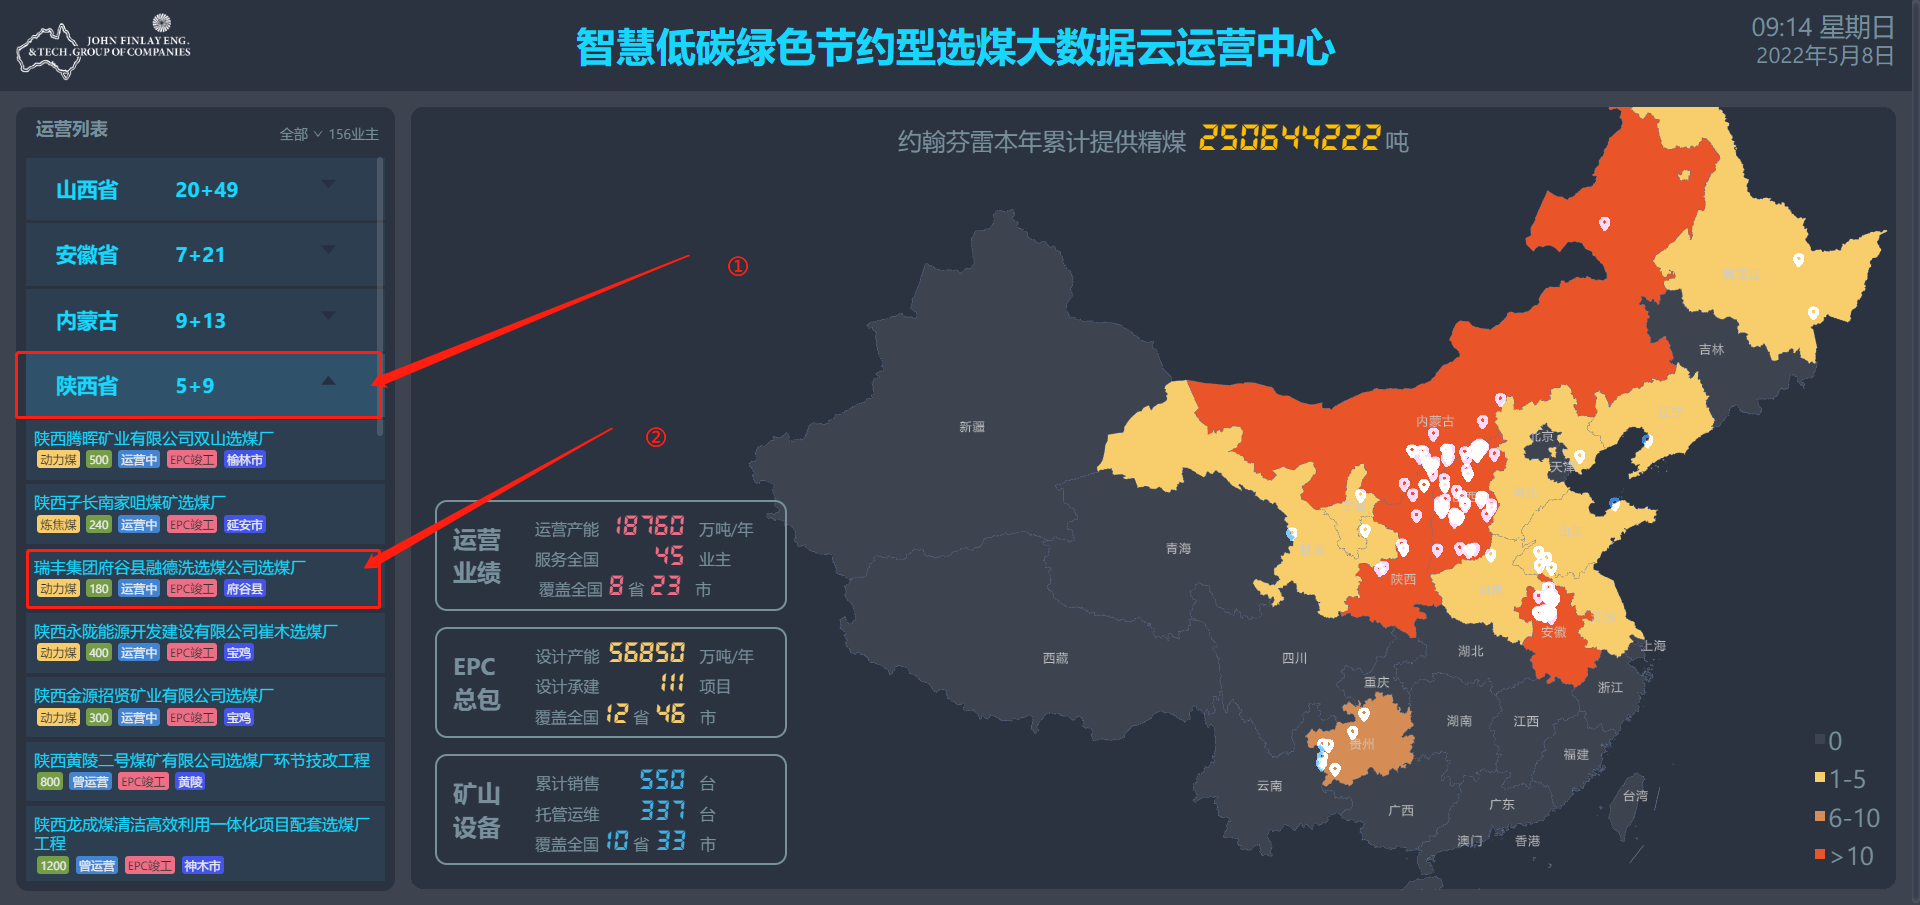 JOHN FINLAY ENG.
& TECH. GROUP OF COMPANIES
智慧低碳绿色节约型选煤大数据云运营中心
09:14 星期日
2022年5月8日
运营列表
全部 156业主
山西省 20+49
安徽省 7+21
内蒙古 9+13
陕西省 5+9
陕西腾晖矿业有限公司双山选煤厂
动力煤 500 运营中 EPC竣工 榆林市
陕西子长南家咀煤矿选煤厂
炼焦煤 240 运营中 EPC竣工 延安市
瑞丰集团府谷县融德洗选煤公司选煤厂
动力煤 180 运营中 EPC竣工 府谷县
陕西永陇能源开发建设有限公司崔木选煤厂
动力煤 400 运营中 EPC竣工 宝鸡
陕西金源招贤矿业有限公司选煤厂
动力煤 300 运营中 EPC竣工 宝鸡
陕西黄陵二号煤矿有限公司选煤厂环节技改工程
800 曾运营 EPC竣工 黄陵
陕西龙成煤清洁高效利用一体化项目配套选煤厂
工程
1200 曾运营 EPC竣工 神木市
①
②
约翰芬雷本年累计提供精煤 250644222 吨
运营
业绩
运营产能 18760 万吨/年
服务全国 45 业主
覆盖全国 8 省 23 市
EPC
总包
设计产能 56850 万吨/年
设计承建 111 项目
覆盖全国 12 省 46 市
矿山
设备
累计销售 550 台
托管运维 337 台
覆盖全国 10 省 33 市
黑龙江
吉林
辽宁
新疆
内蒙古
北京
天津
河北
山东
青海
甘肃
陕西
河南
江苏
安徽
上海
西藏
四川
湖北
重庆
浙江
湖南
江西
贵州
福建
云南
广西
广东
台湾
澳门
香港
0
1-5
6-10
>10